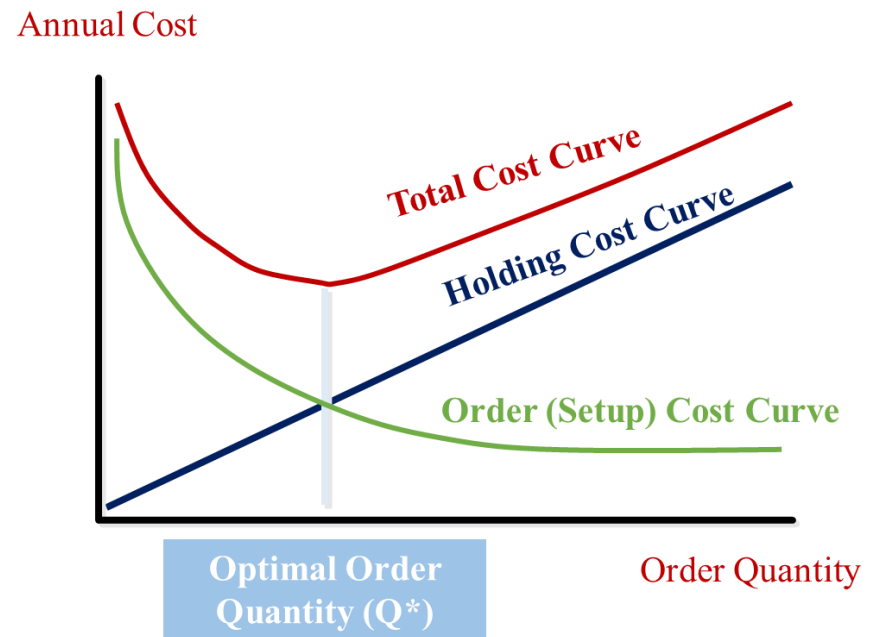 Annual Cost
Total Cost Curve
Holding Cost Curve
Order (Setup) Cost Curve
Optimal Order
Quantity (Q*)
Order Quantity